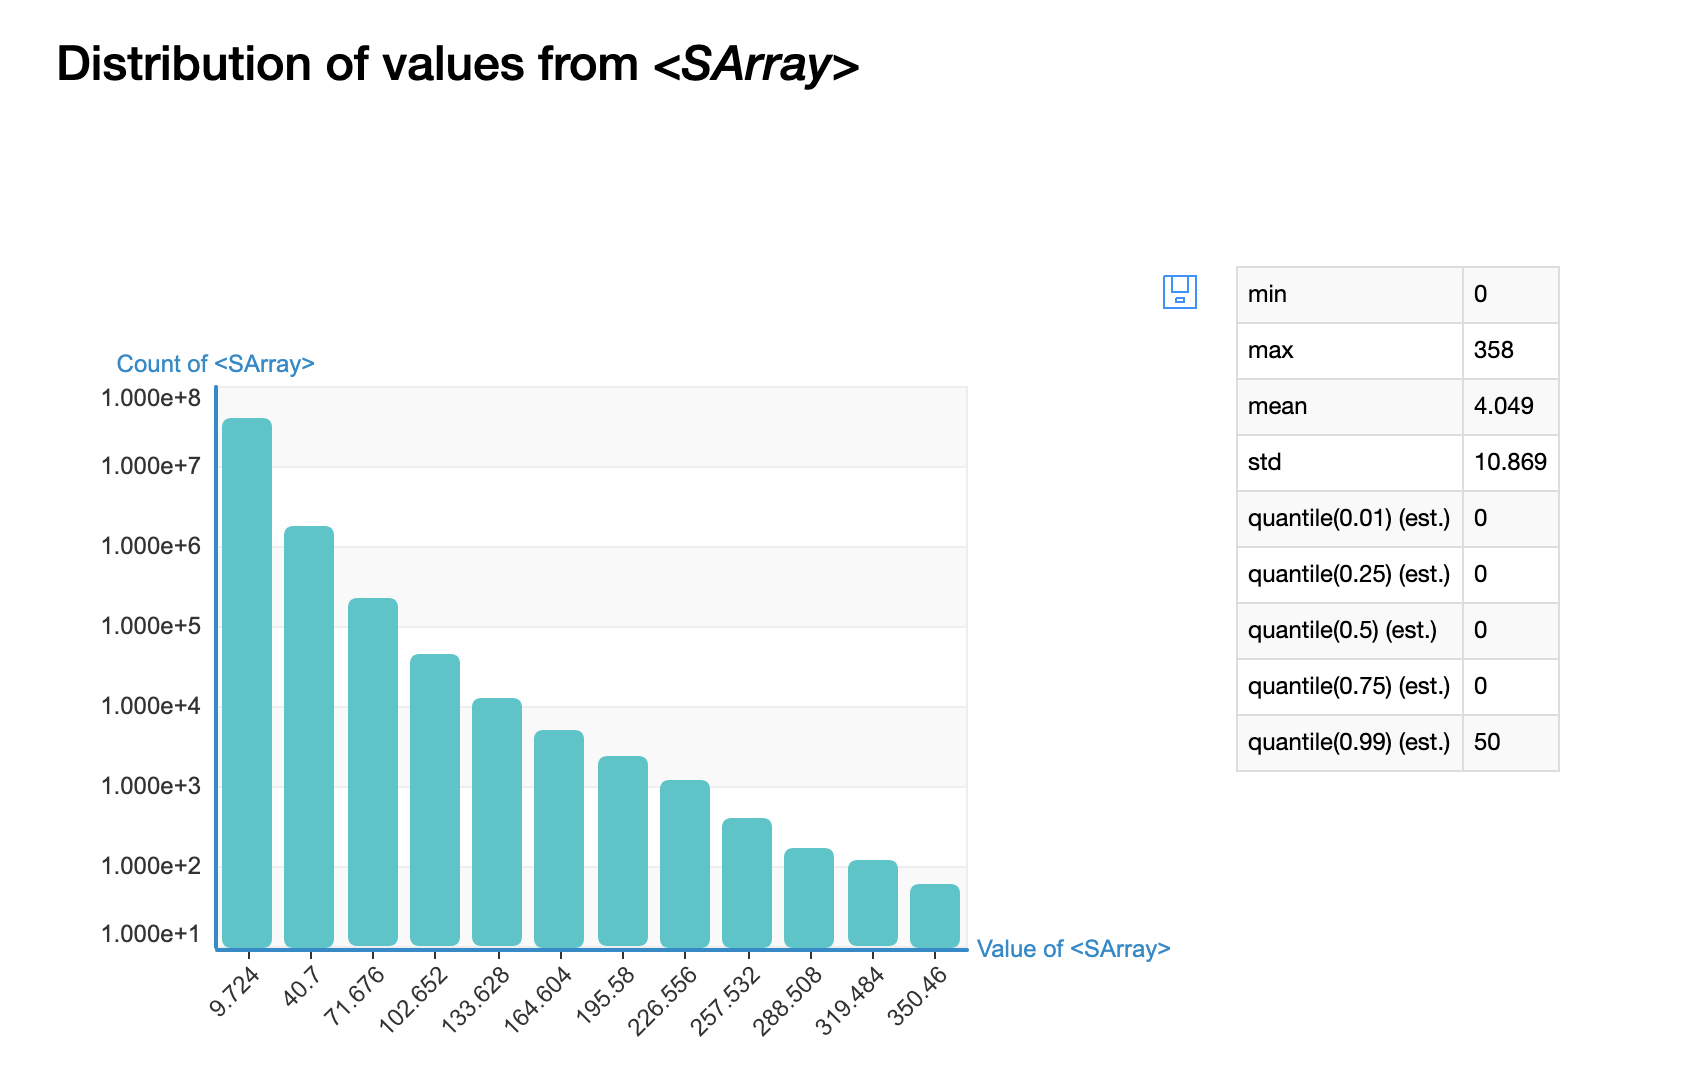 Distribution of values from <SArray>
Count of <SArray>
1.000e+8
1.000e+7
1.000e+6
1.000e+5
1.000e+4
1.000e+3
1.000e+2
1.000e+1
9.724
40.7
71.676
102.652
133.628
164.604
195.58
226.556
257.532
288.508
319.484
350.46
Value of <SArray>
min 0
max 358
mean 4.049
std 10.869
quantile(0.01) (est.) 0
quantile(0.25) (est.) 0
quantile(0.5) (est.) 0
quantile(0.75) (est.) 0
quantile(0.99) (est.) 50